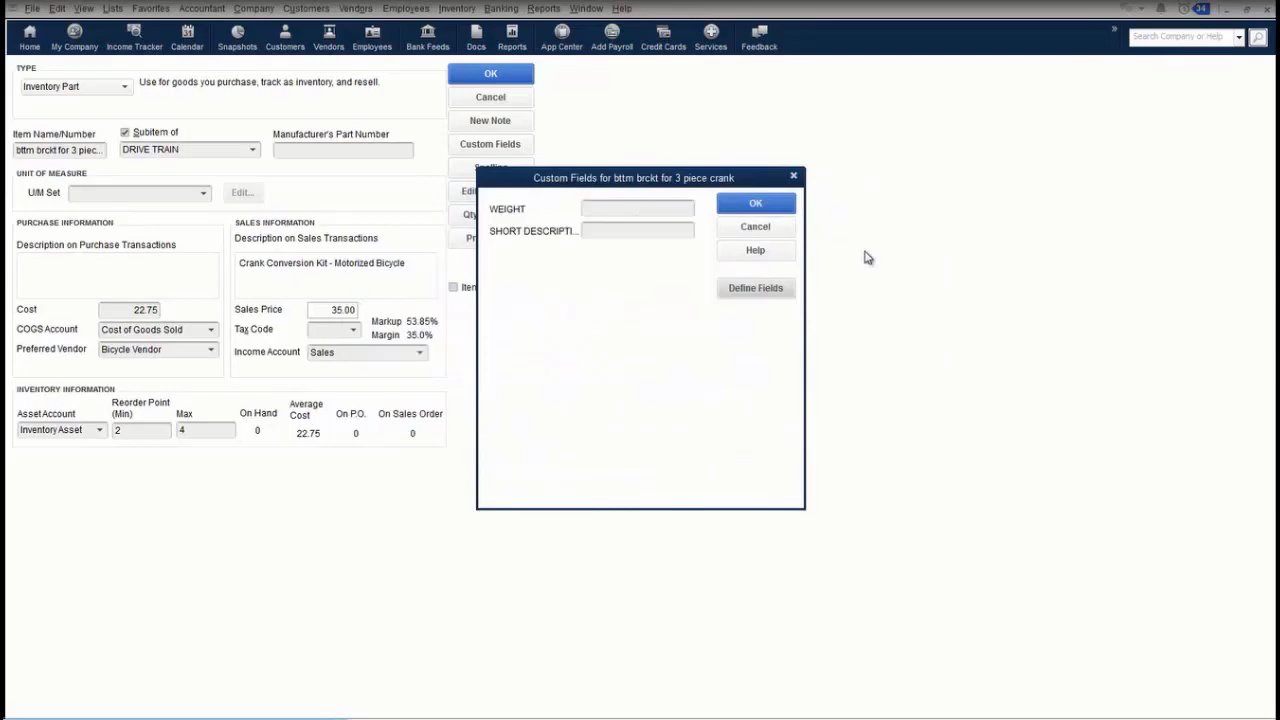 File Edit View Lists Favorites Accountant Company Customers Vendors Employees Inventory Banking Reports Window Help
34
Home My Company Income Tracker Calendar Snapshots Customers Vendors Employees Bank Feeds Docs Reports App Center Add Payroll Credit Cards Services Feedback
Search Company or Help
TYPE
Inventory Part
Use for goods you purchase, track as inventory, and resell.
OK
Cancel
New Note
Custom Fields
Item Name/Number
Subitem of
Manufacturer's Part Number
bttm brckt for 3 piec...
DRIVE TRAIN
UNIT OF MEASURE
U/M Set
Edit...
PURCHASE INFORMATION
Description on Purchase Transactions
Cost 22.75
COGS Account Cost of Goods Sold
Preferred Vendor Bicycle Vendor
SALES INFORMATION
Description on Sales Transactions
Crank Conversion Kit - Motorized Bicycle
Sales Price 35.00
Tax Code
Markup 53.85%
Margin 35.0%
Income Account Sales
INVENTORY INFORMATION
Asset Account
Inventory Asset
Reorder Point
(Min)
2
Max
4
On Hand
0
Average
Cost
22.75
On P.O.
0
On Sales Order
0
Custom Fields for bttm brckt for 3 piece crank
WEIGHT
SHORT DESCRIPTI...
OK
Cancel
Help
Define Fields